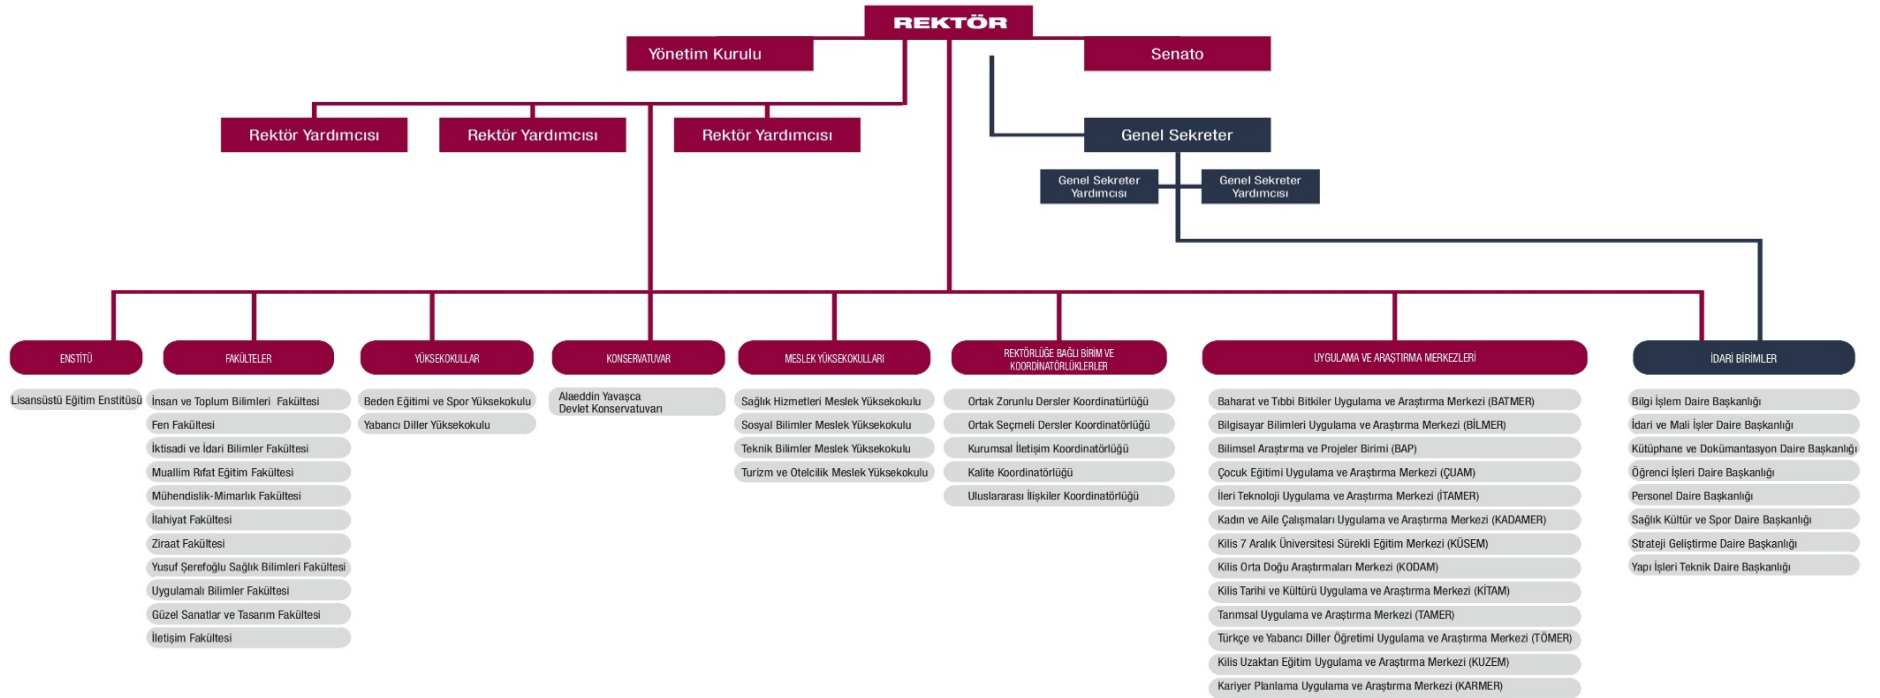 REKTÖR
Yönetim Kurulu
Senato
Rektör Yardımcısı
Rektör Yardımcısı
Rektör Yardımcısı
Genel Sekreter
Genel Sekreter
Yardımcısı
Genel Sekreter
Yardımcısı
ENSTİTÜ
Lisansüstü Eğitim Enstitüsü
FAKÜLTELER
İnsan ve Toplum Bilimleri Fakültesi
Fen Fakültesi
İktisadi ve İdari Bilimler Fakültesi
Muallim Rıfat Eğitim Fakültesi
Mühendislik-Mimarlık Fakültesi
İlahiyat Fakültesi
Ziraat Fakültesi
Yusuf Şerefoğlu Sağlık Bilimleri Fakültesi
Uygulamalı Bilimler Fakültesi
Güzel Sanatlar ve Tasarım Fakültesi
İletişim Fakültesi
YÜKSEKOKULLAR
Beden Eğitimi ve Spor Yüksekokulu
Yabancı Diller Yüksekokulu
KONSERVATUVAR
Alaeddin Yavaşca
Devlet Konservatuvarı
MESLEK YÜKSEKOKULLARI
Sağlık Hizmetleri Meslek Yüksekokulu
Sosyal Bilimler Meslek Yüksekokulu
Teknik Bilimler Meslek Yüksekokulu
Turizm ve Otelcilik Meslek Yüksekokulu
REKTÖRLÜĞE BAĞLI BİRİM VE
KOORDİNATÖRLÜKLERLER
Ortak Zorunlu Dersler Koordinatürlüğü
Ortak Seçmeli Dersler Koordinatörlüğü
Kurumsal İletişim Koordinatörlüğü
Kalite Koordinatörlüğü
Uluslararası İlişkiler Koordinatörlüğü
UYGULAMA VE ARAŞTIRMA MERKEZLERİ
Baharat ve Tıbbi Bitkiler Uygulama ve Araştırma Merkezi (BATMER)
Bilgisayar Bilimleri Uygulama ve Araştırma Merkezi (BİLMER)
Bilimsel Araştırma ve Projeler Birimi (BAP)
Çocuk Eğitimi Uygulama ve Araştırma Merkezi (ÇUAM)
İleri Teknoloji Uygulama ve Araştırma Merkezi (İTAMER)
Kadın ve Aile Çalışmaları Uygulama ve Araştırma Merkezi (KADAMER)
Kilis 7 Aralık Üniversitesi Sürekli Eğitim Merkezi (KÜSEM)
Kilis Orta Doğu Araştırmaları Merkezi (KODAM)
Kilis Tarihi ve Kültürü Uygulama ve Araştırma Merkezi (KİTAM)
Tarımsal Uygulama ve Araştırma Merkezi (TAMER)
Türkçe ve Yabancı Diller Öğretimi Uygulama ve Araştırma Merkezi (TÖMER)
Kilis Uzaktan Eğitim Uygulama ve Araştırma Merkezi (KUZEM)
Kariyer Planlama Uygulama ve Araştırma Merkezi (KARMER)
İDARİ BİRİMLER
Bilgi İşlem Daire Başkanlığı
İdari ve Mali İşler Daire Başkanlığı
Kütüphane ve Dokümantasyon Daire Başkanlığı
Öğrenci İşleri Daire Başkanlığı
Personel Daire Başkanlığı
Sağlık Kültür ve Spor Daire Başkanlığı
Strateji Geliştirme Daire Başkanlığı
Yapı İşleri Teknik Daire Başkanlığı